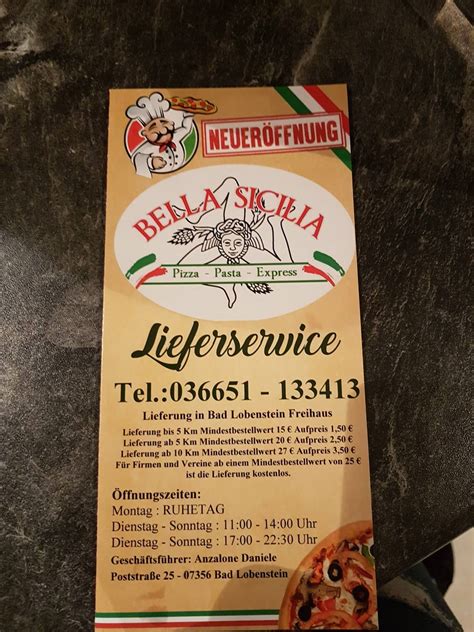 NEUERÖFFNUNG
BELLA SICILIA
Pizza - Pasta - Express
Lieferservice
Tel.:036651 - 133413
Lieferung in Bad Lobenstein Freihaus
Lieferung bis 5 Km Mindestbestellwert 15 € Aufpreis 1,50 €
Lieferung ab 5 Km Mindestbestellwert 20 € Aufpreis 2,50 €
Lieferung ab 10 Km Mindestbestellwert 27 € Aufpreis 3,50 €
Für Firmen und Vereine ab einem Mindestbestellwert von 25 €
ist die Lieferung kostenlos.
Öffnungszeiten:
Montag : RUHETAG
Dienstag - Sonntag : 11:00 - 14:00 Uhr
Dienstag - Sonntag : 17:00 - 22:30 Uhr
Geschäftsführer: Anzalone Daniele
Poststraße 25 - 07356 Bad Lobenstein